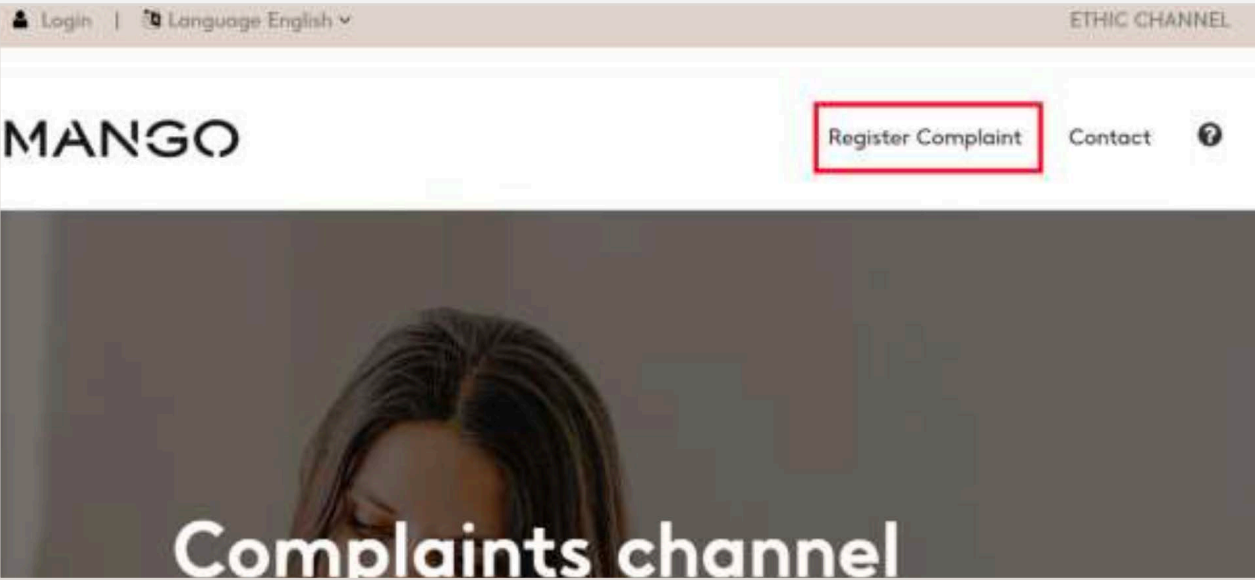 Login | Language English
ETHIC CHANNEL
MANGO
Register Complaint
Contact
Complaints channel